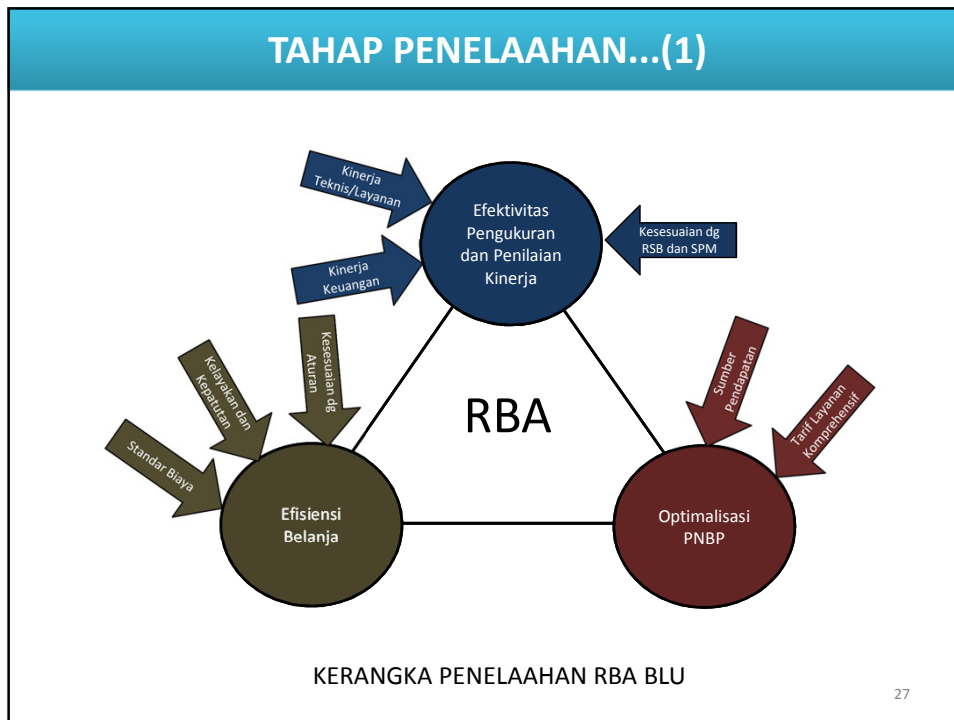 TAHAP PENELAAHAN...(1)
Kinerja
Teknis/Layanan
Kinerja
Keuangan
Efektivitas
Pengukuran
dan Penilaian
Kinerja
Kesesuaian dg
RSB dan SPM
Standar Biaya
Kelayakan dan
Kepatutan
Kesesuaian dg
Aturan
RBA
Sumber
Pendapatan
Tarif Layanan
Komprehensif
Efisiensi
Belanja
Optimalisasi
PNBP
KERANGKA PENELAAHAN RBA BLU
27